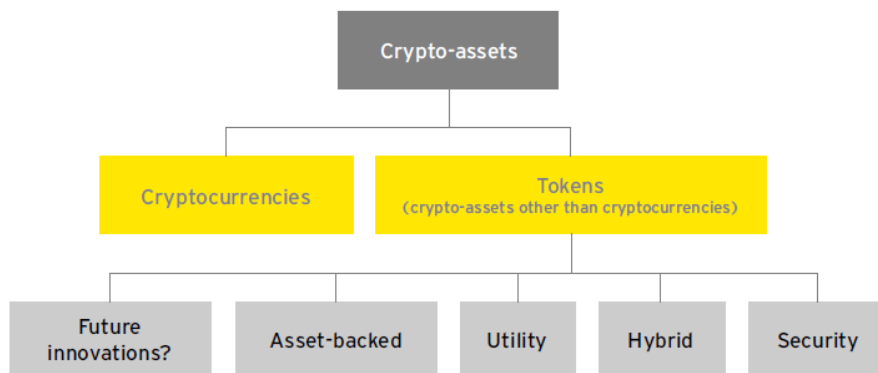 Crypto-assets
Cryptocurrencies
Tokens
(crypto-assets other than cryptocurrencies)
Future
innovations?
Asset-backed
Utility
Hybrid
Security